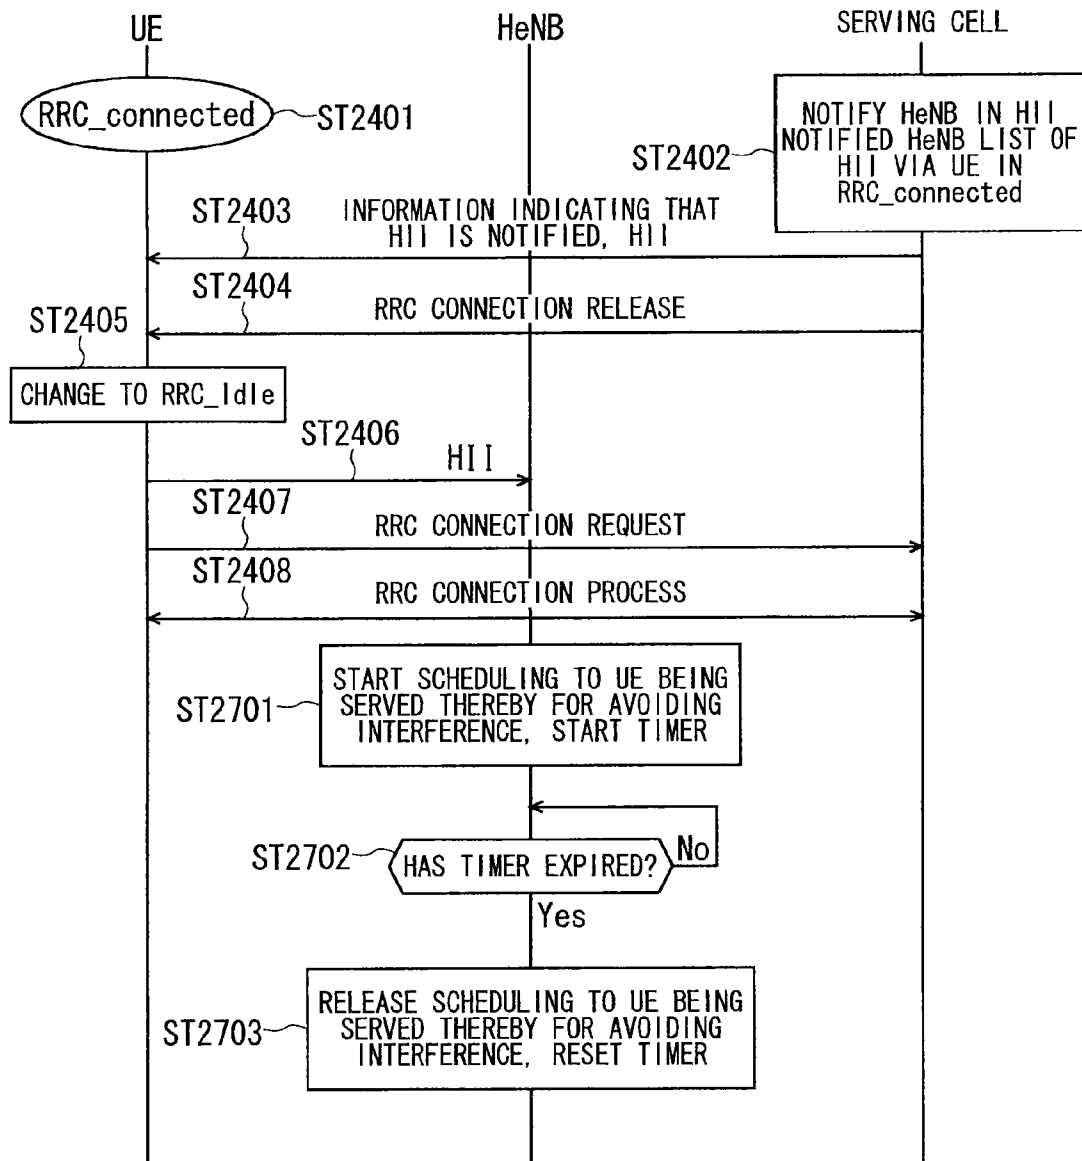 UE
HeNB
SERVING CELL
RRC_connected
ST2401
ST2402
NOTIFY HeNB IN HII
NOTIFIED HeNB LIST OF
HII VIA UE IN
RRC_connected
ST2403
INFORMATION INDICATING THAT
HII IS NOTIFIED, HII
ST2404
RRC CONNECTION RELEASE
ST2405
CHANGE TO RRC_Idle
ST2406
HII
ST2407
RRC CONNECTION REQUEST
ST2408
RRC CONNECTION PROCESS
ST2701
START SCHEDULING TO UE BEING
SERVED THEREBY FOR AVOIDING
INTERFERENCE, START TIMER
ST2702
HAS TIMER EXPIRED?
No
Yes
ST2703
RELEASE SCHEDULING TO UE BEING
SERVED THEREBY FOR AVOIDING
INTERFERENCE, RESET TIMER